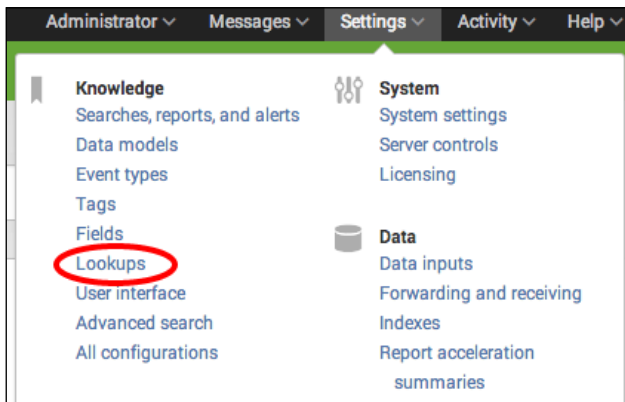 Administrator Messages Settings Activity Help
Knowledge
Searches, reports, and alerts
Data models
Event types
Tags
Fields
Lookups
User interface
Advanced search
All configurations
System
System settings
Server controls
Licensing
Data
Data inputs
Forwarding and receiving
Indexes
Report acceleration
summaries